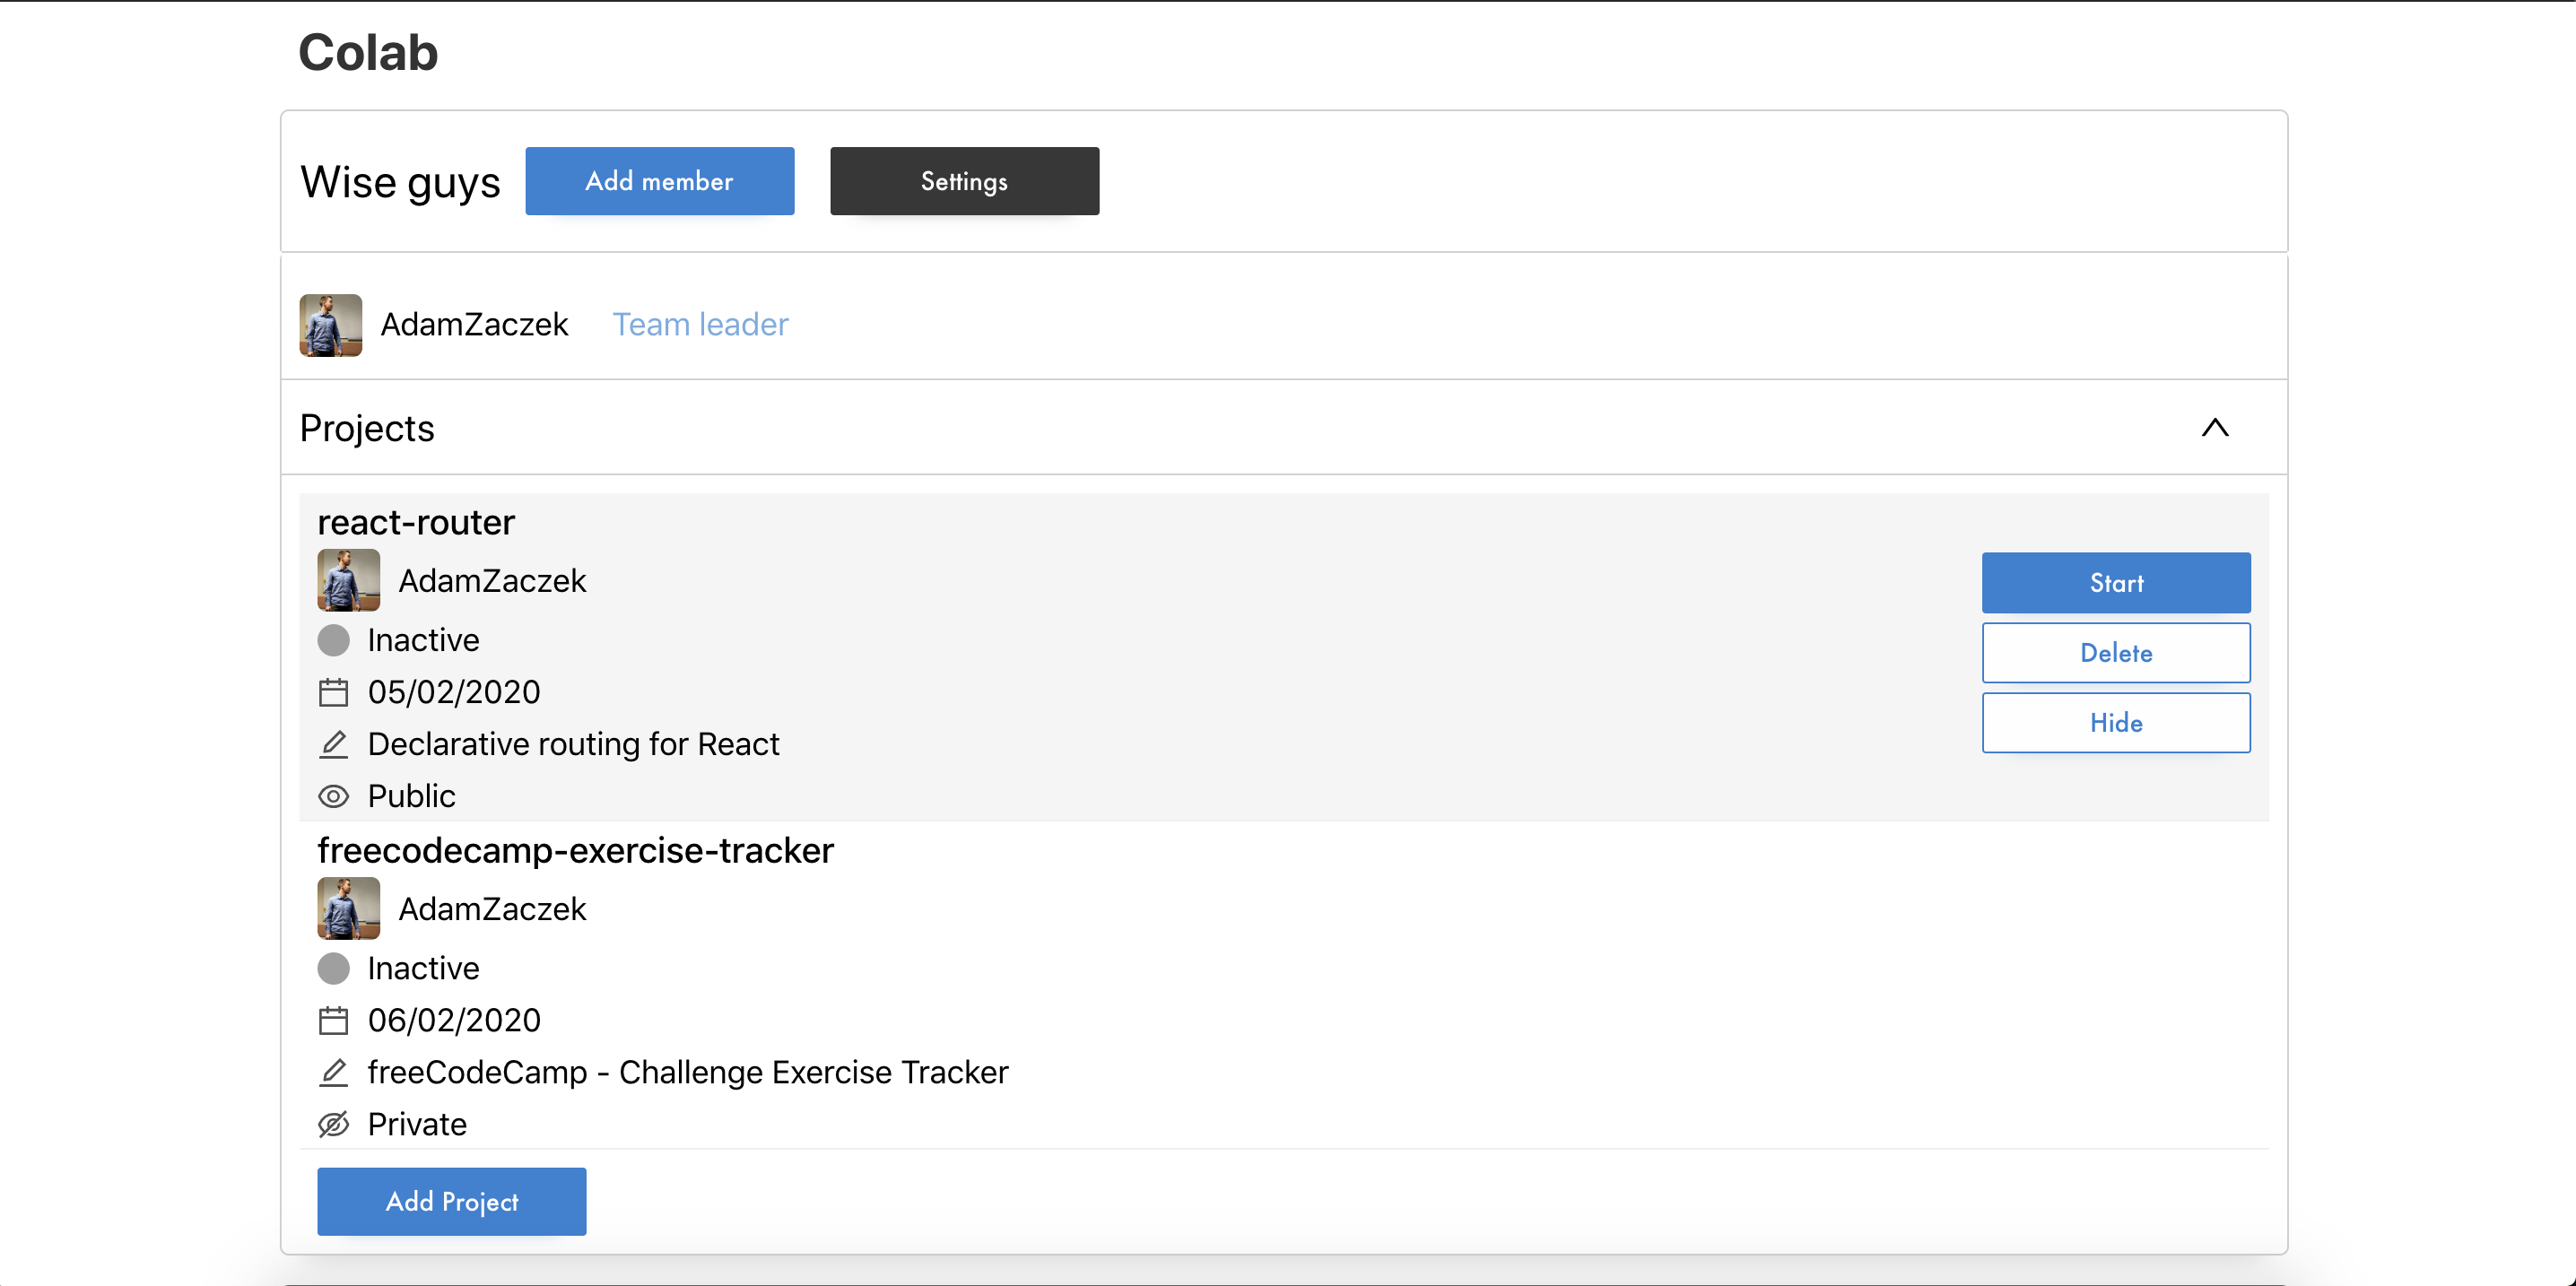 Colab
Wise guys Add member Settings
AdamZaczek Team leader
Projects
react-router
AdamZaczek
Start
Inactive
Delete
05/02/2020
Hide
Declarative routing for React
Public
freecodecamp-exercise-tracker
AdamZaczek
Inactive
06/02/2020
freeCodeCamp - Challenge Exercise Tracker
Private
Add Project